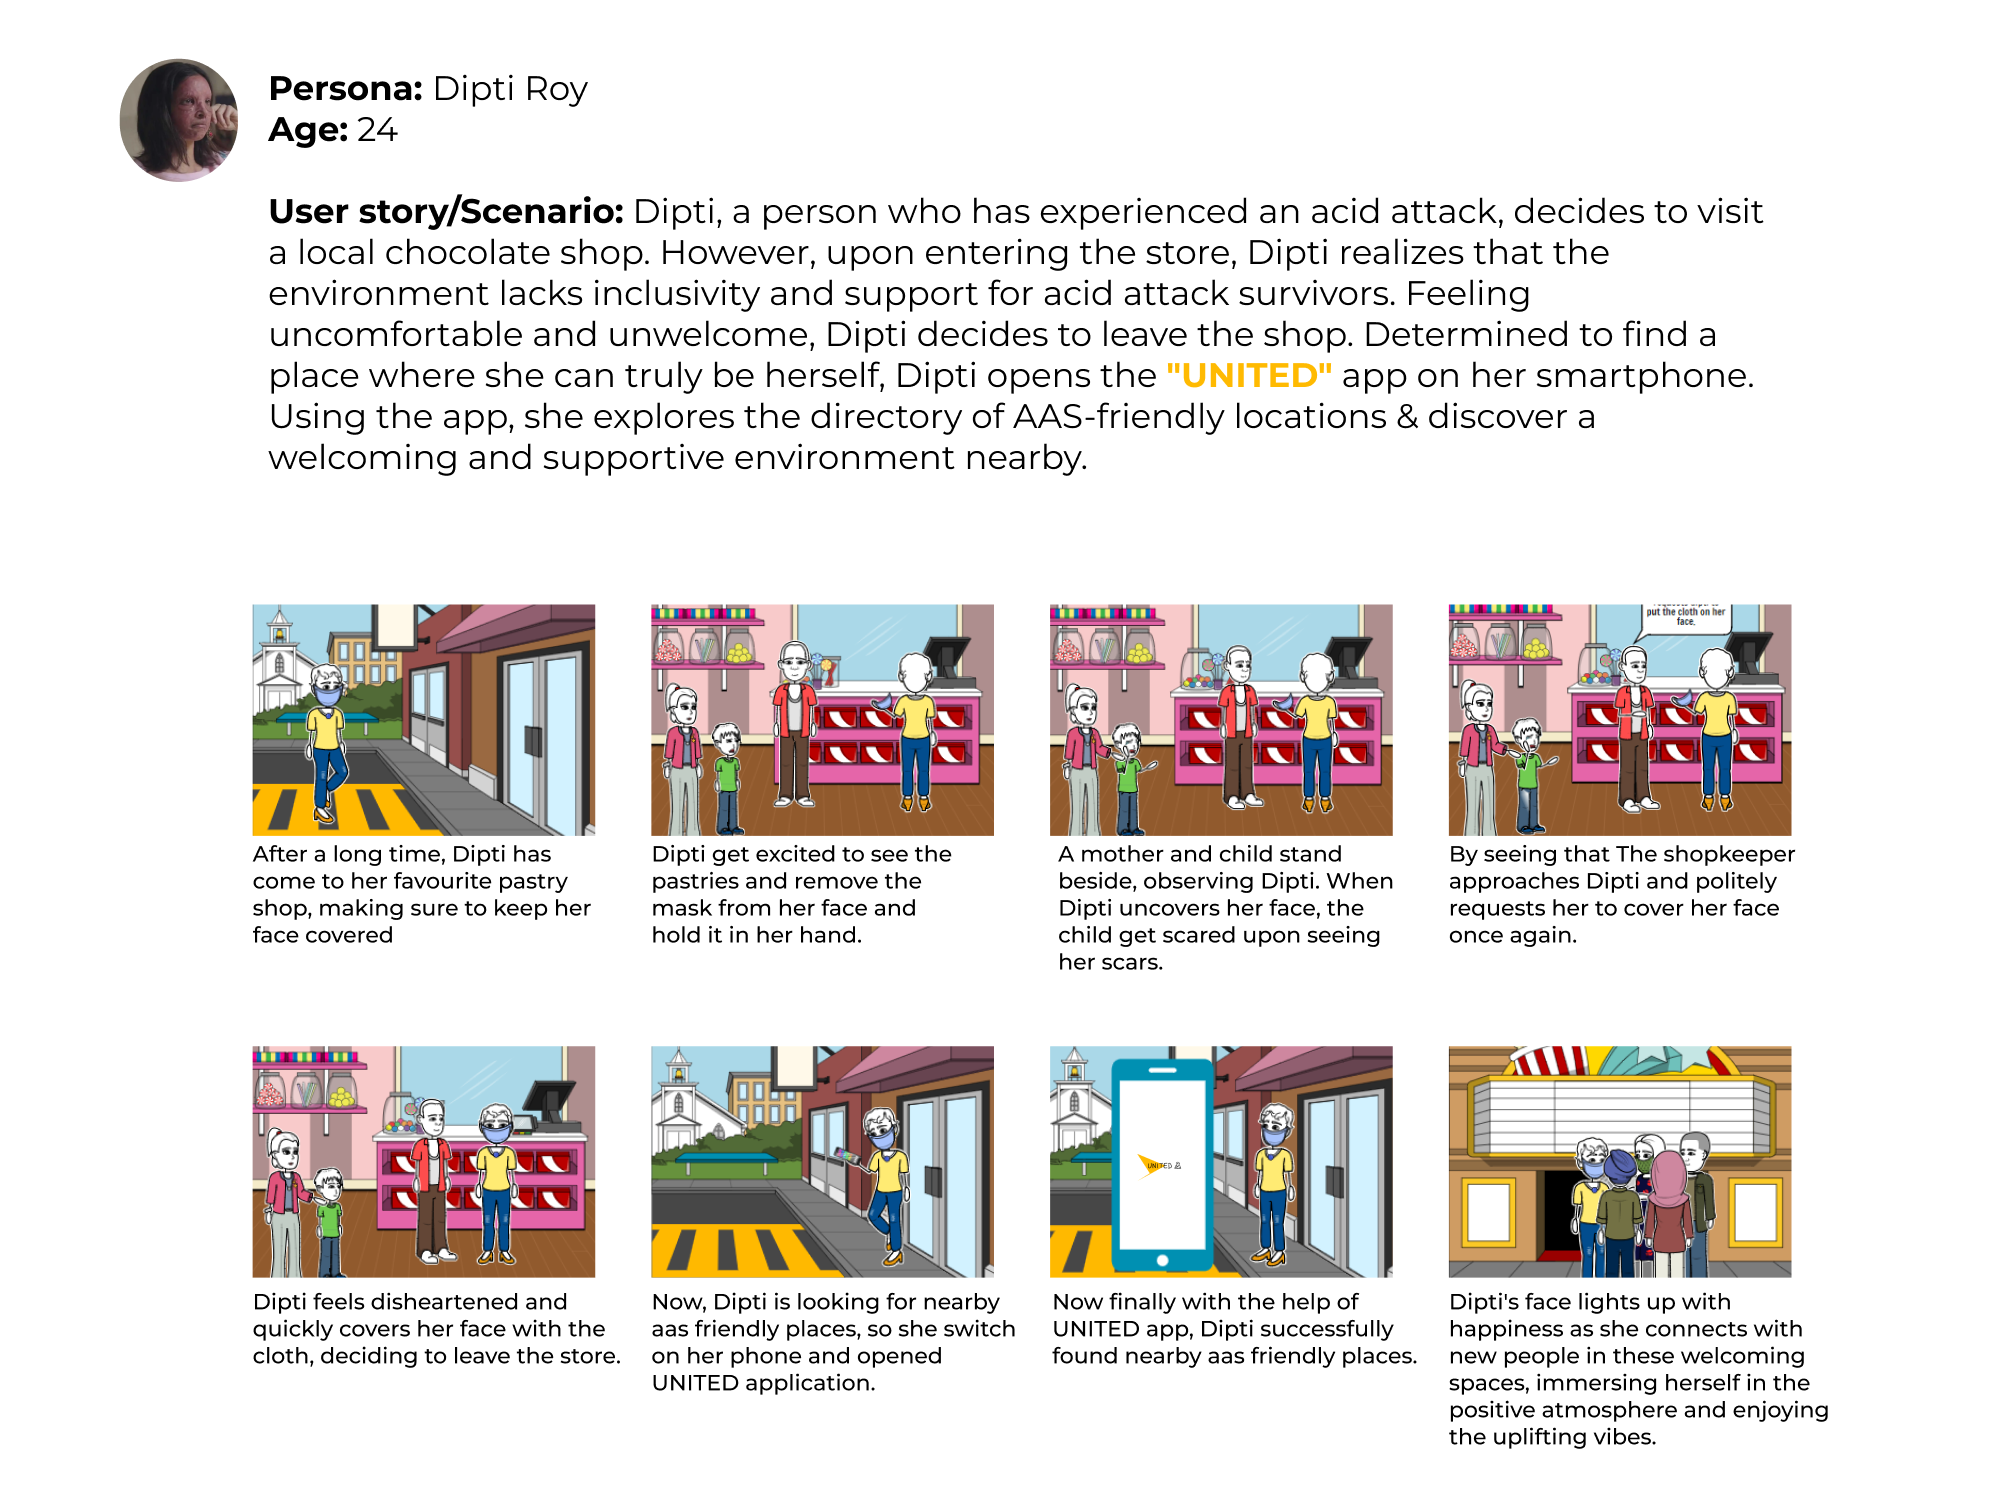 Persona: Dipti Roy
Age: 24
User story/Scenario: Dipti, a person who has experienced an acid attack, decides to visit
a local chocolate shop. However, upon entering the store, Dipti realizes that the
environment lacks inclusivity and support for acid attack survivors. Feeling
uncomfortable and unwelcome, Dipti decides to leave the shop. Determined to find a
place where she can truly be herself, Dipti opens the "UNITED" app on her smartphone.
Using the app, she explores the directory of AAS-friendly locations & discover a
welcoming and supportive environment nearby.
After a long time, Dipti has
come to her favourite pastry
shop, making sure to keep her
face covered
Dipti get excited to see the
pastries and remove the
mask from her face and
hold it in her hand.
A mother and child stand
beside, observing Dipti. When
Dipti uncovers her face, the
child get scared upon seeing
her scars.
put the cloth on her
face.
By seeing that The shopkeeper
approaches Dipti and politely
requests her to cover her face
once again.
Dipti feels disheartened and
quickly covers her face with the
cloth, deciding to leave the store.
Now, Dipti is looking for nearby
aas friendly places, so she switch
on her phone and opened
UNITED application.
UNITED
Now finally with the help of
UNITED app, Dipti successfully
found nearby aas friendly places.
Dipti's face lights up with
happiness as she connects with
new people in these welcoming
spaces, immersing herself in the
positive atmosphere and enjoying
the uplifting vibes.